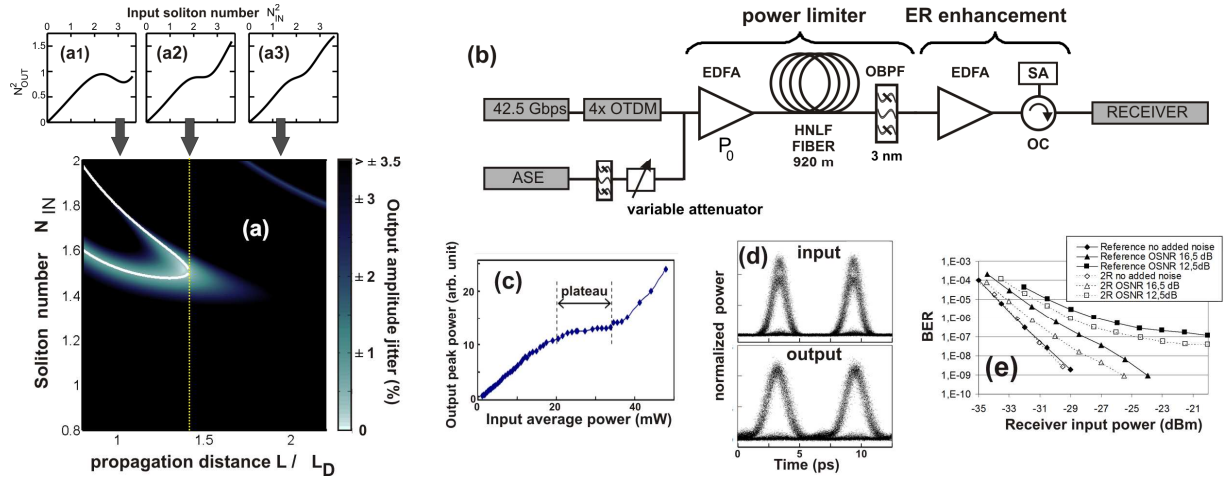 Input soliton number N²IN
0 1 2 3
0 1 2 3
0 1 2 3
N²OUT
1.5
1
0.5
0
(a1)
(a2)
(a3)
Soliton number N IN
2
1.8
1.6
1.4
1.2
1
0.8
(a)
1 1.5 2
propagation distance L / LD
> ± 3.5
± 3
± 2
± 1
0
Output amplitude jitter (%)
(b)
power limiter
ER enhancement
EDFA
OBPF
EDFA
SA
42.5 Gbps
4x OTDM
RECEIVER
P0
HNLF
FIBER
920 m
3 nm
OC
ASE
variable attenuator
(c)
Output peak power (arb. unit)
20
10
0
plateau
0 20 40
Input average power (mW)
(d)
input
output
normalized power
0 5 10
Time (ps)
Reference no added noise
Reference OSNR 16,5 dB
Reference OSNR 12,5dB
2R no added noise
2R OSNR 16,5 dB
2R OSNR 12,5dB
BER
1,E-03
1,E-04
1,E-05
1,E-06
1,E-07
1,E-08
1,E-09
1,E-10
(e)
-35 -33 -31 -29 -27 -25 -23 -21
Receiver input power (dBm)